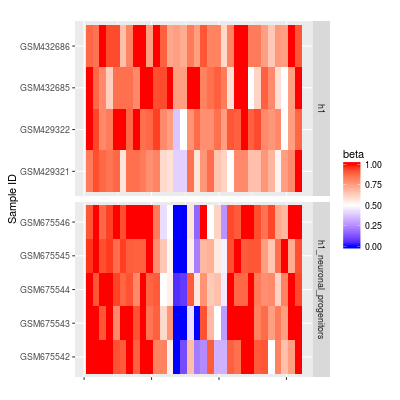 GSM432686
GSM432685
GSM429322
GSM429321
h1
Sample ID
GSM675546
GSM675545
GSM675544
GSM675543
GSM675542
h1_neuronal_progenitors
beta
1.00
0.75
0.50
0.25
0.00